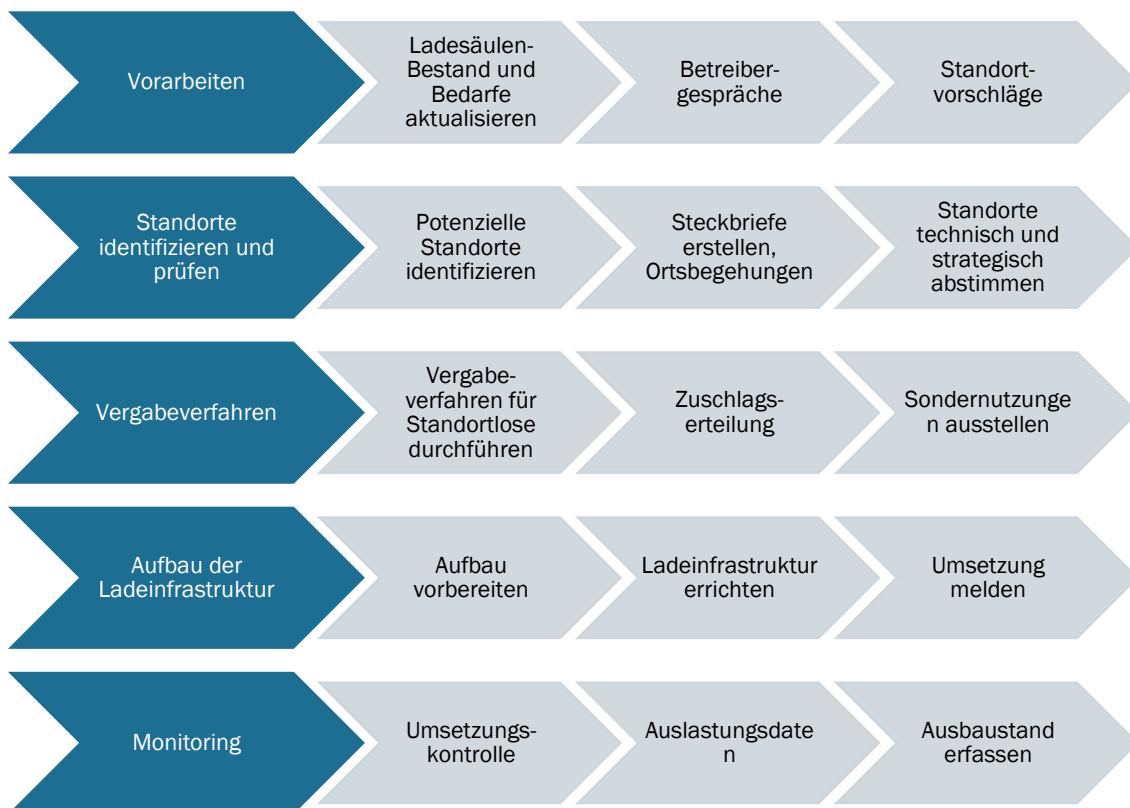 Vorarbeiten
Ladesäulen-
Bestand und
Bedarfe
aktualisieren
Betreiber-
gespräche
Standort-
vorschläge
Standorte
identifizieren und
prüfen
Potenzielle
Standorte
identifizieren
Steckbriefe
erstellen,
Ortsbegehungen
Standorte
technisch und
strategisch
abstimmen
Vergabeverfahren
Vergabe-
verfahren für
Standortlose
durchführen
Zuschlags-
erteilung
Sondernutzunge
n ausstellen
Aufbau der
Ladeinfrastruktur
Aufbau
vorbereiten
Ladeinfrastruktur
errichten
Umsetzung
melden
Monitoring
Umsetzungs-
kontrolle
Auslastungsdate
n
Ausbaustand
erfassen